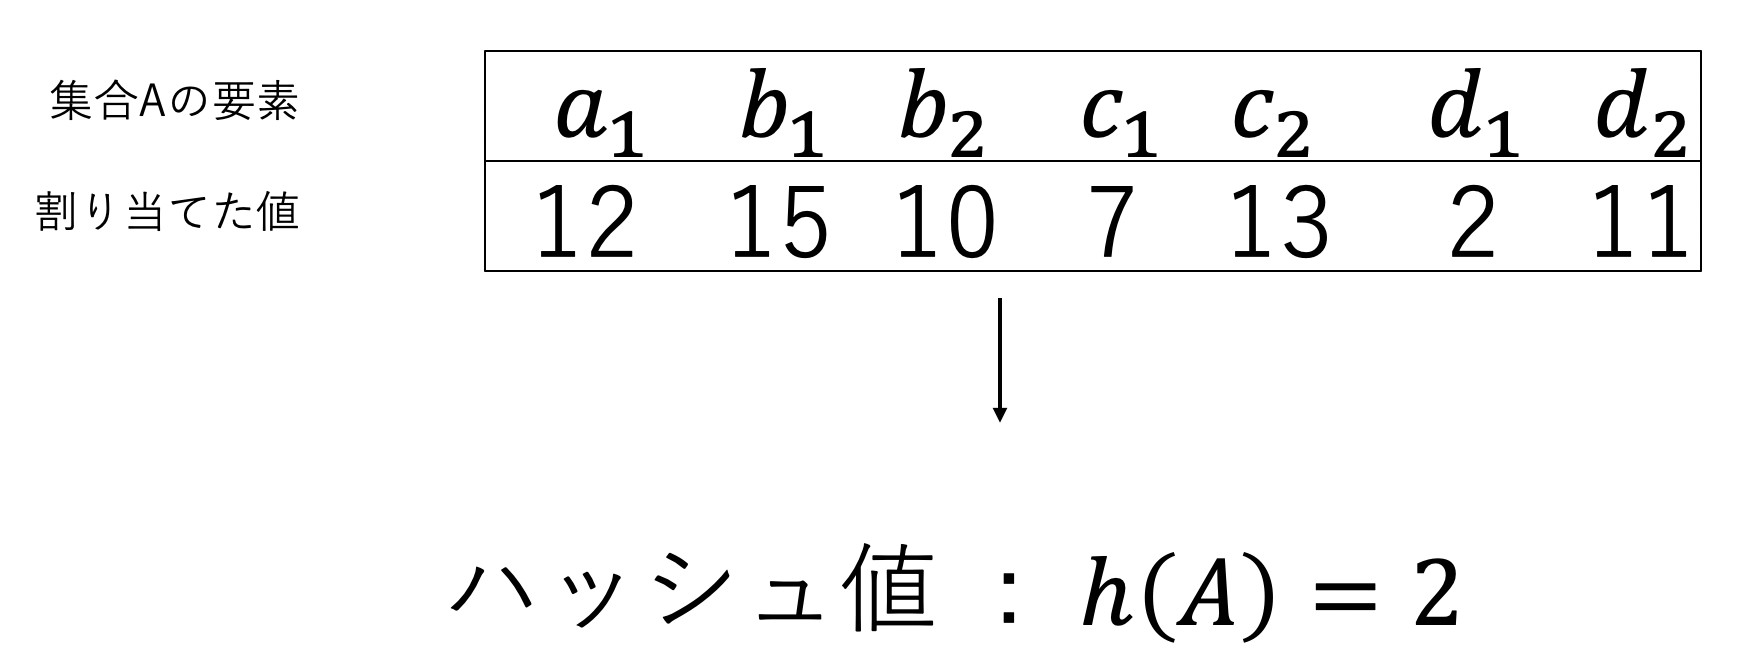 集合Aの要素 a₁ b₁ b₂ c₁ c₂ d₁ d₂
割り当てた値 12 15 10 7 13 2 11
ハッシュ値 : h(A) = 2